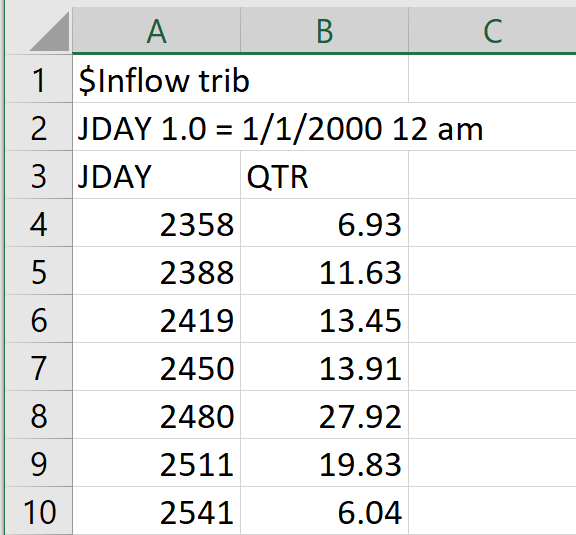 A B C
1 $Inflow trib
2 JDAY 1.0 = 1/1/2000 12 am
3 JDAY QTR
4 2358 6.93
5 2388 11.63
6 2419 13.45
7 2450 13.91
8 2480 27.92
9 2511 19.83
10 2541 6.04